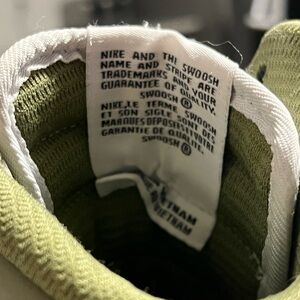 NIKE AND THE SWOOSH
NAME AND STRIPE ARE
TRADEMARKS AND
GUARANTEE OF QUALITY.
SWOOSH ®
NIKE,LE TERME SWOOSH
ET SON SIGLE SONT DES
MARQUES DEPOSEES ET UNE
GARANTIE DE QUALITE.
SWOOSH ®
VIETNAM
VIETNAM